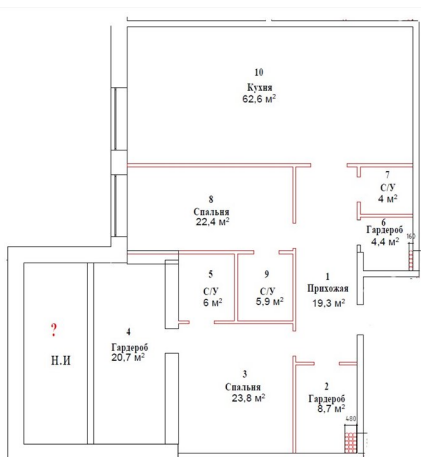 10
Кухня
62,6 м²
7
С/У
4 м²
8
Спальня
22,4 м²
6
Гардероб
4,4 м²
160
5
С/У
6 м²
9
С/У
5,9 м²
1
Прихожая
19,3 м²
?
Н.И
4
Гардероб
20,7 м²
3
Спальня
23,8 м²
2
Гардероб
8,7 м²
480